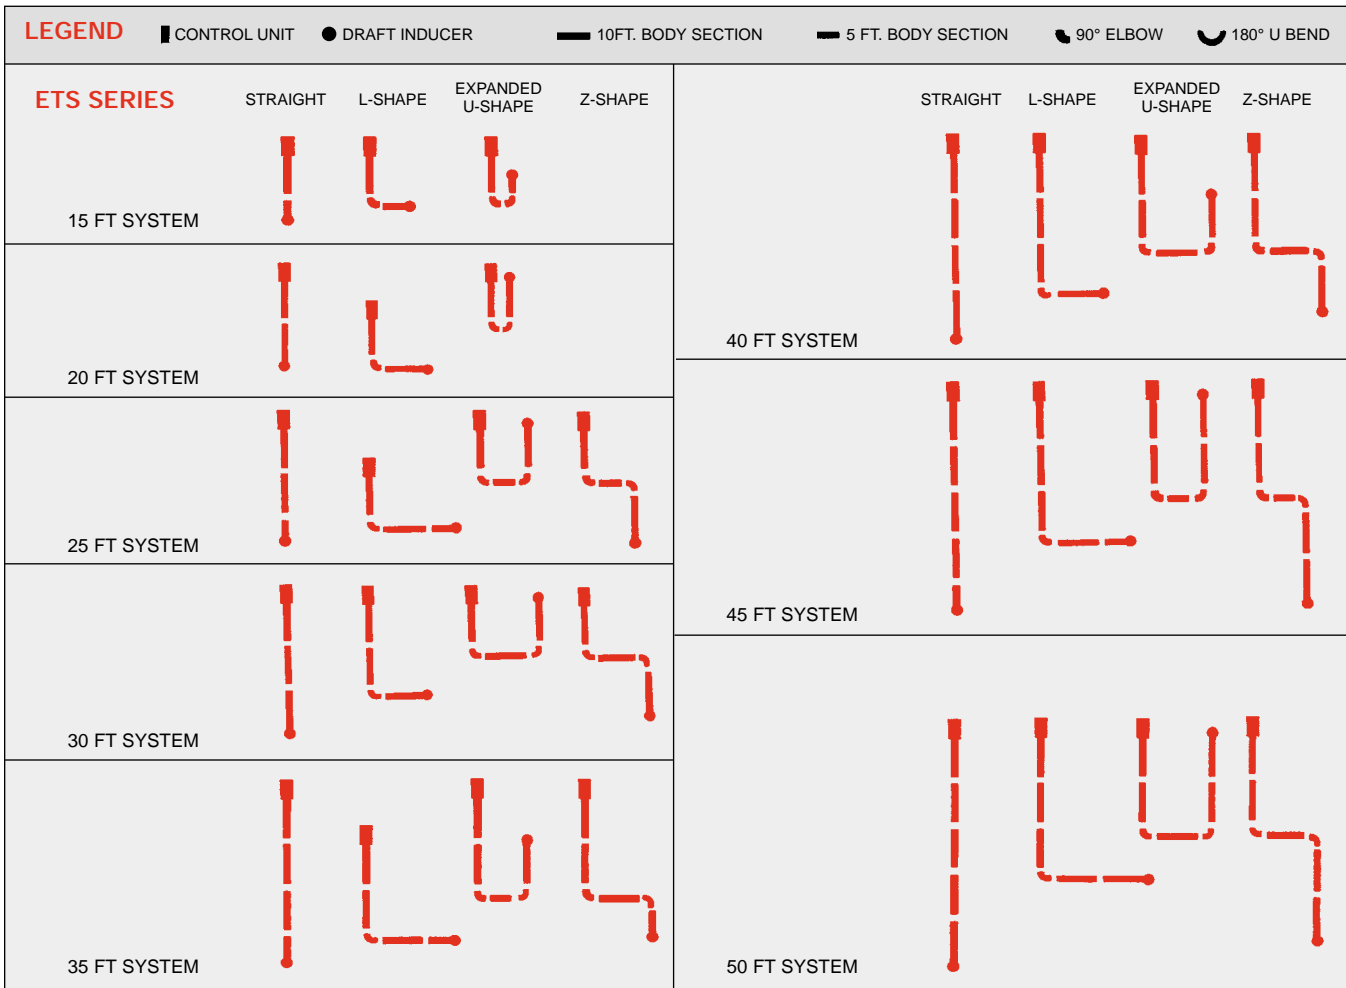 LEGEND CONTROL UNIT DRAFT INDUCER 10FT. BODY SECTION 5 FT. BODY SECTION 90° ELBOW 180° U BEND
ETS SERIES STRAIGHT L-SHAPE EXPANDED U-SHAPE Z-SHAPE
15 FT SYSTEM
20 FT SYSTEM
25 FT SYSTEM
30 FT SYSTEM
35 FT SYSTEM
STRAIGHT L-SHAPE EXPANDED U-SHAPE Z-SHAPE
40 FT SYSTEM
45 FT SYSTEM
50 FT SYSTEM